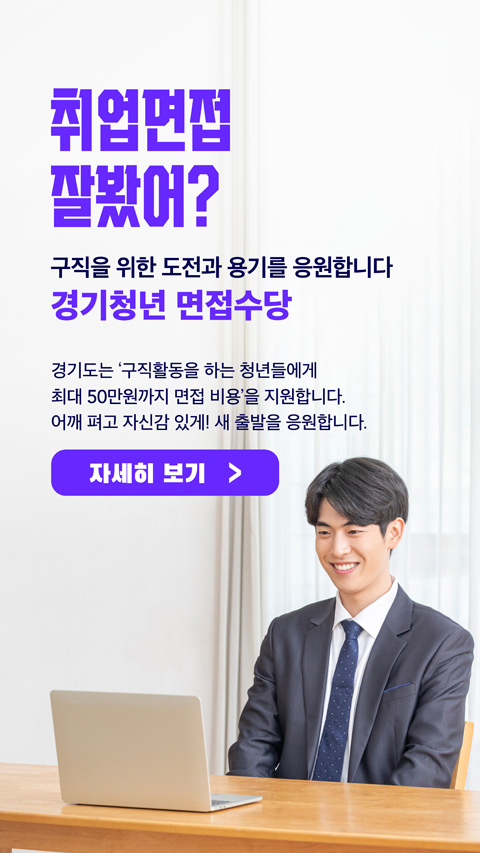 취업면접
잘봤어?
구직을 위한 도전과 용기를 응원합니다
경기청년 면접수당
경기도는 ‘구직활동을 하는 청년들에게
최대 50만원까지 면접 비용’을 지원합니다.
어깨 펴고 자신감 있게! 새 출발을 응원합니다.
자세히 보기 >